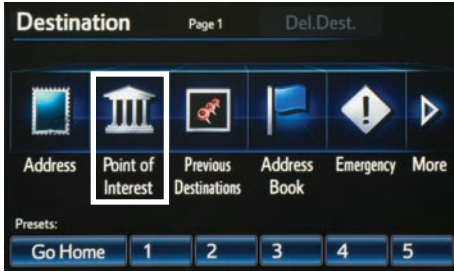 Destination Page 1 Del.Dest.
Address Point of Interest Previous Destinations Address Book Emergency More
Presets:
Go Home 1 2 3 4 5